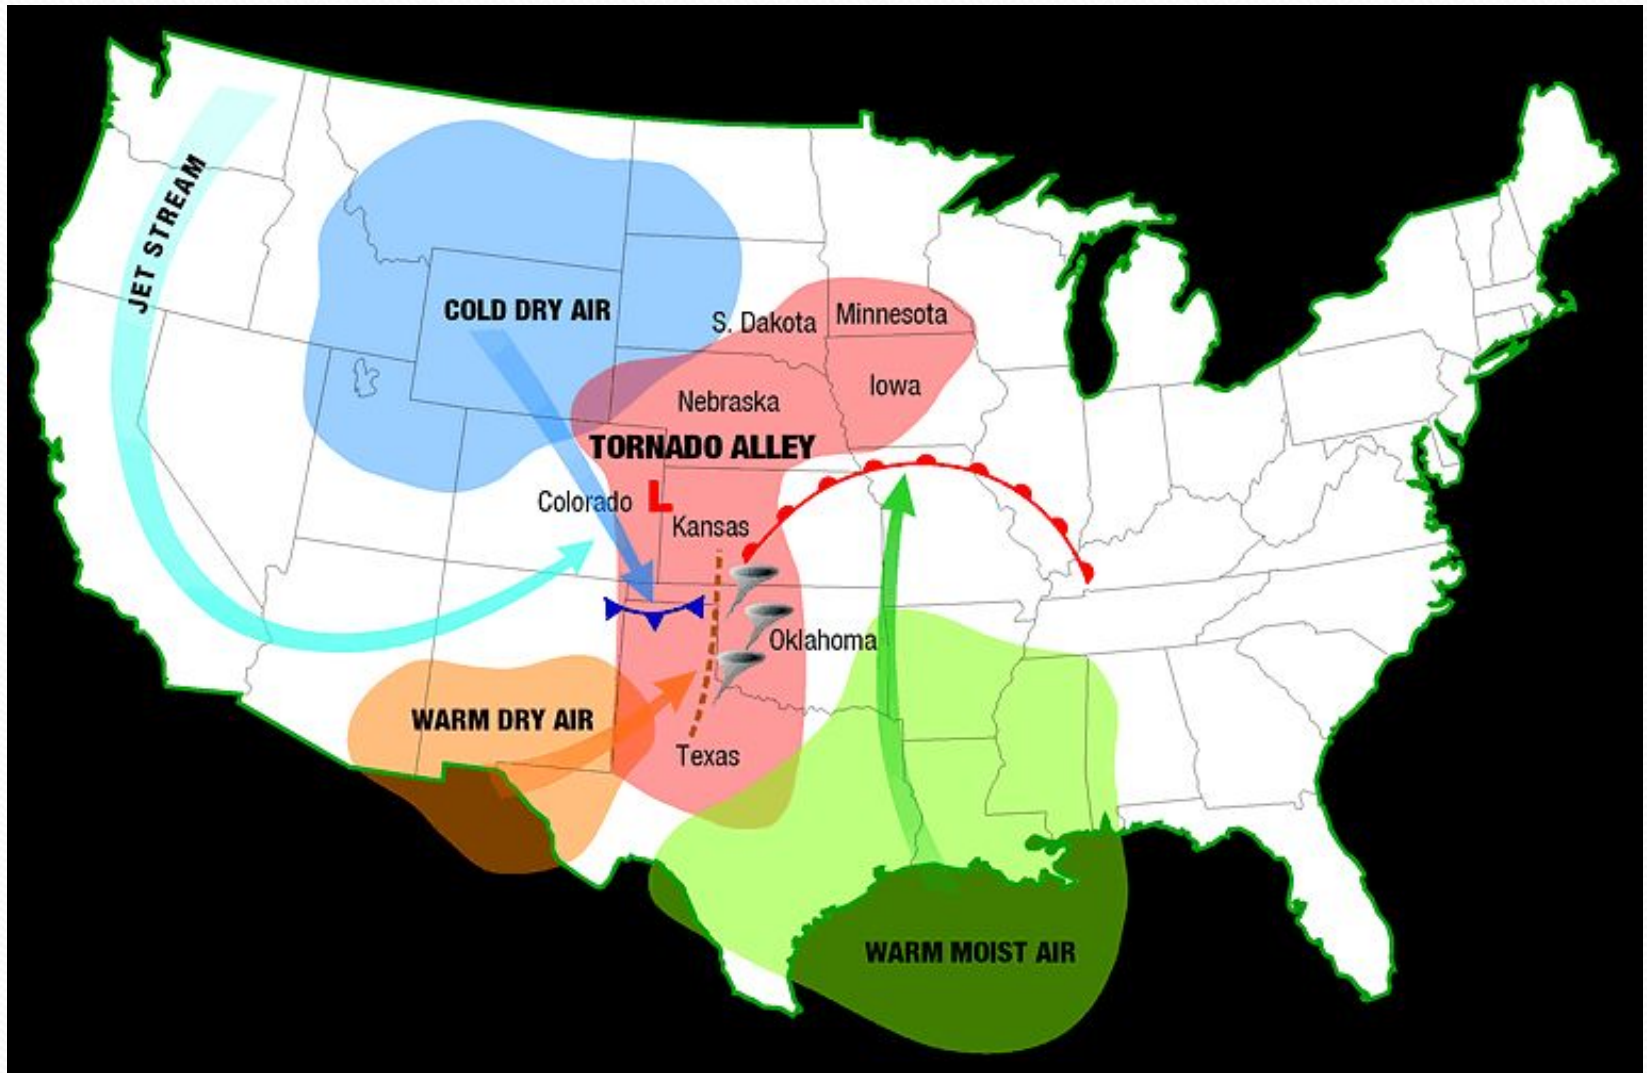 JET STREAM
COLD DRY AIR
S. Dakota
Minnesota
Nebraska
Iowa
TORNADO ALLEY
Colorado
L
Kansas
Oklahoma
WARM DRY AIR
Texas
WARM MOIST AIR